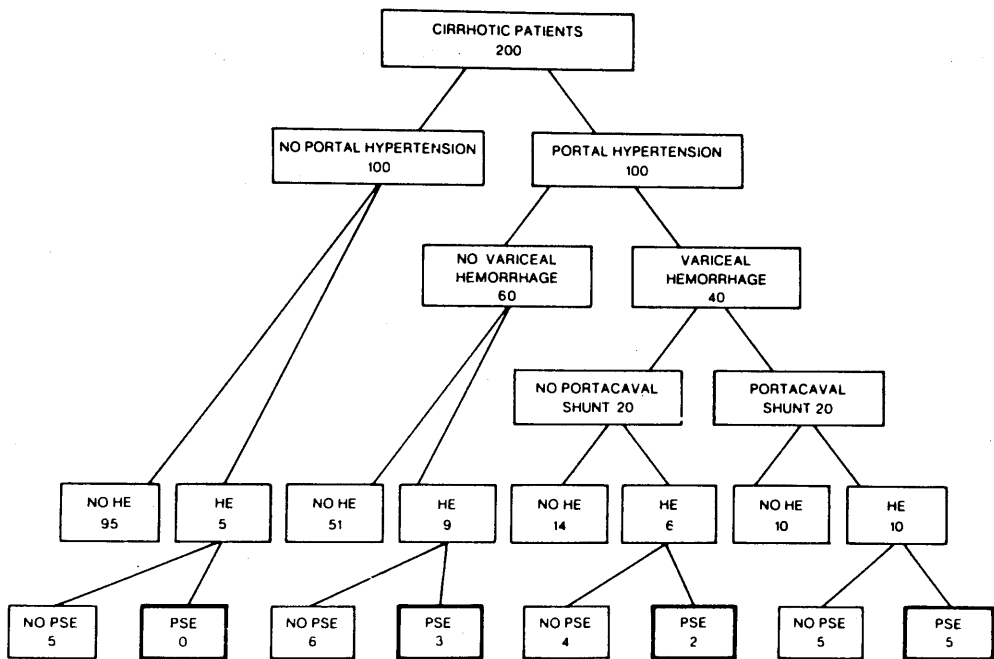 CIRRHOTIC PATIENTS
200
NO PORTAL HYPERTENSION
100
PORTAL HYPERTENSION
100
NO VARICEAL
HEMORRHAGE
60
VARICEAL
HEMORRHAGE
40
NO PORTACAVAL
SHUNT 20
PORTACAVAL
SHUNT 20
NO HE
95
HE
5
NO HE
51
HE
9
NO HE
14
HE
6
NO HE
10
HE
10
NO PSE
5
PSE
0
NO PSE
6
PSE
3
NO PSE
4
PSE
2
NO PSE
5
PSE
5